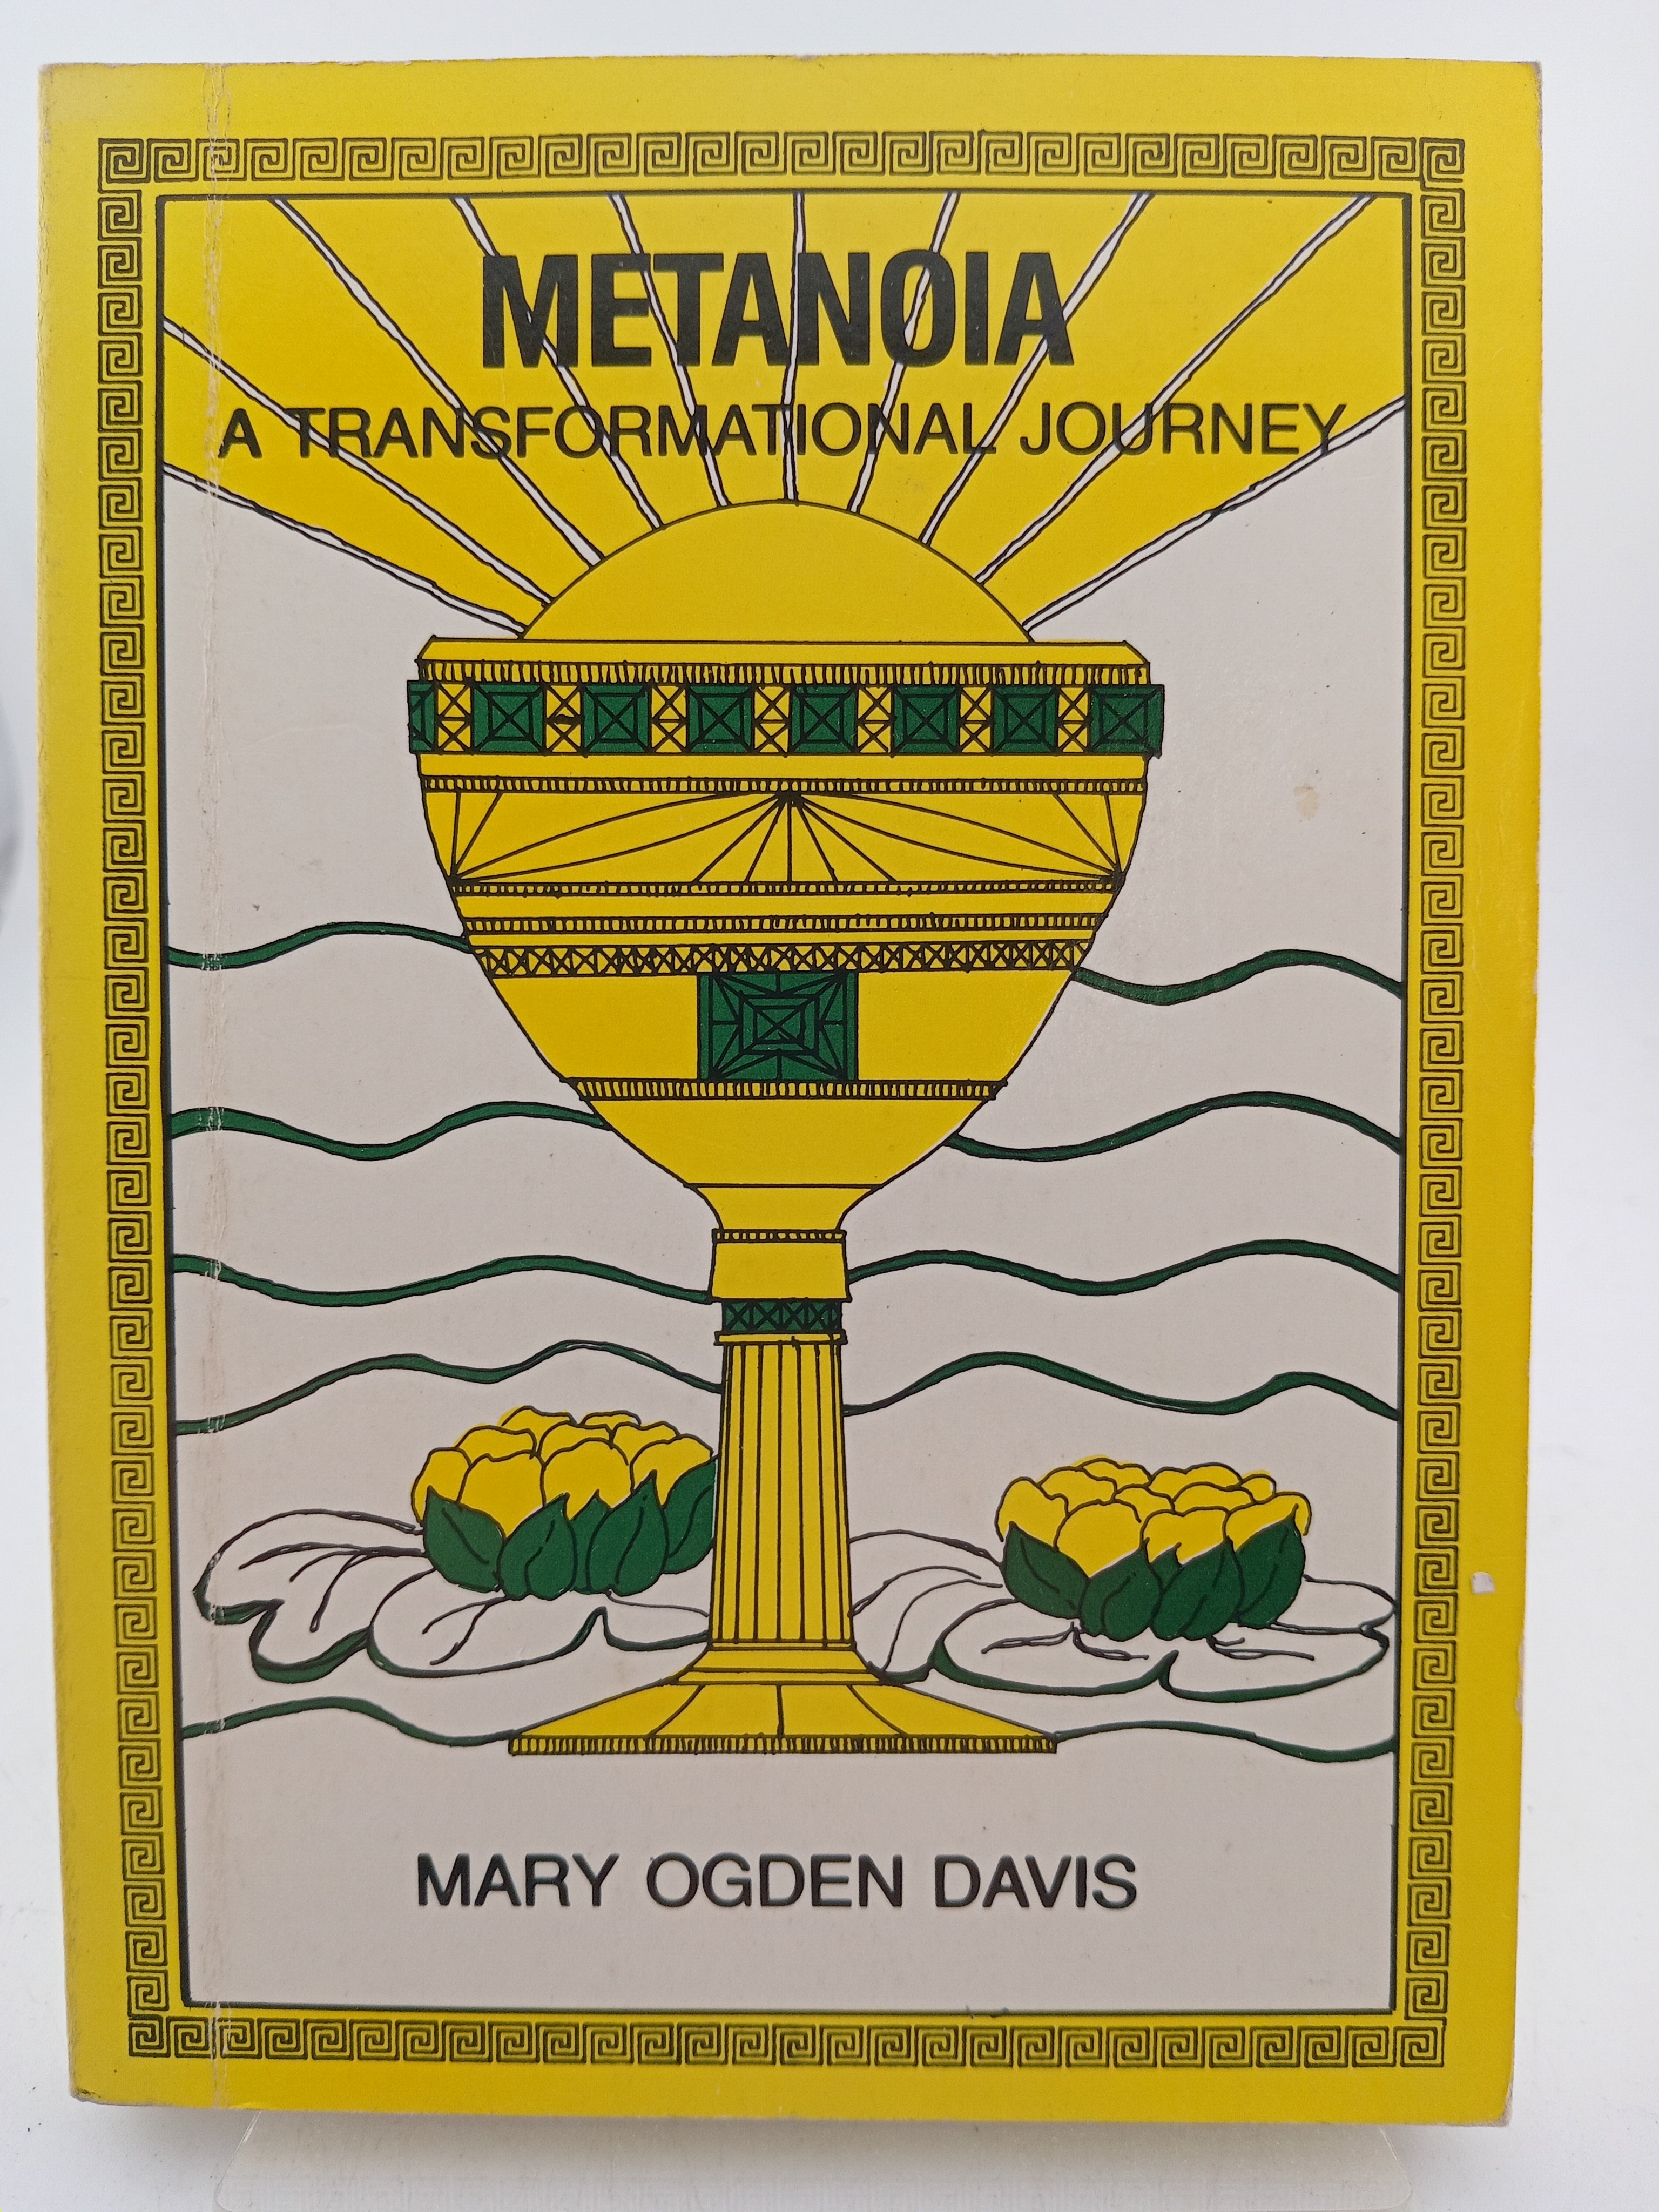 METANOIA
A TRANSFORMATIONAL JOURNEY
MARY OGDEN DAVIS